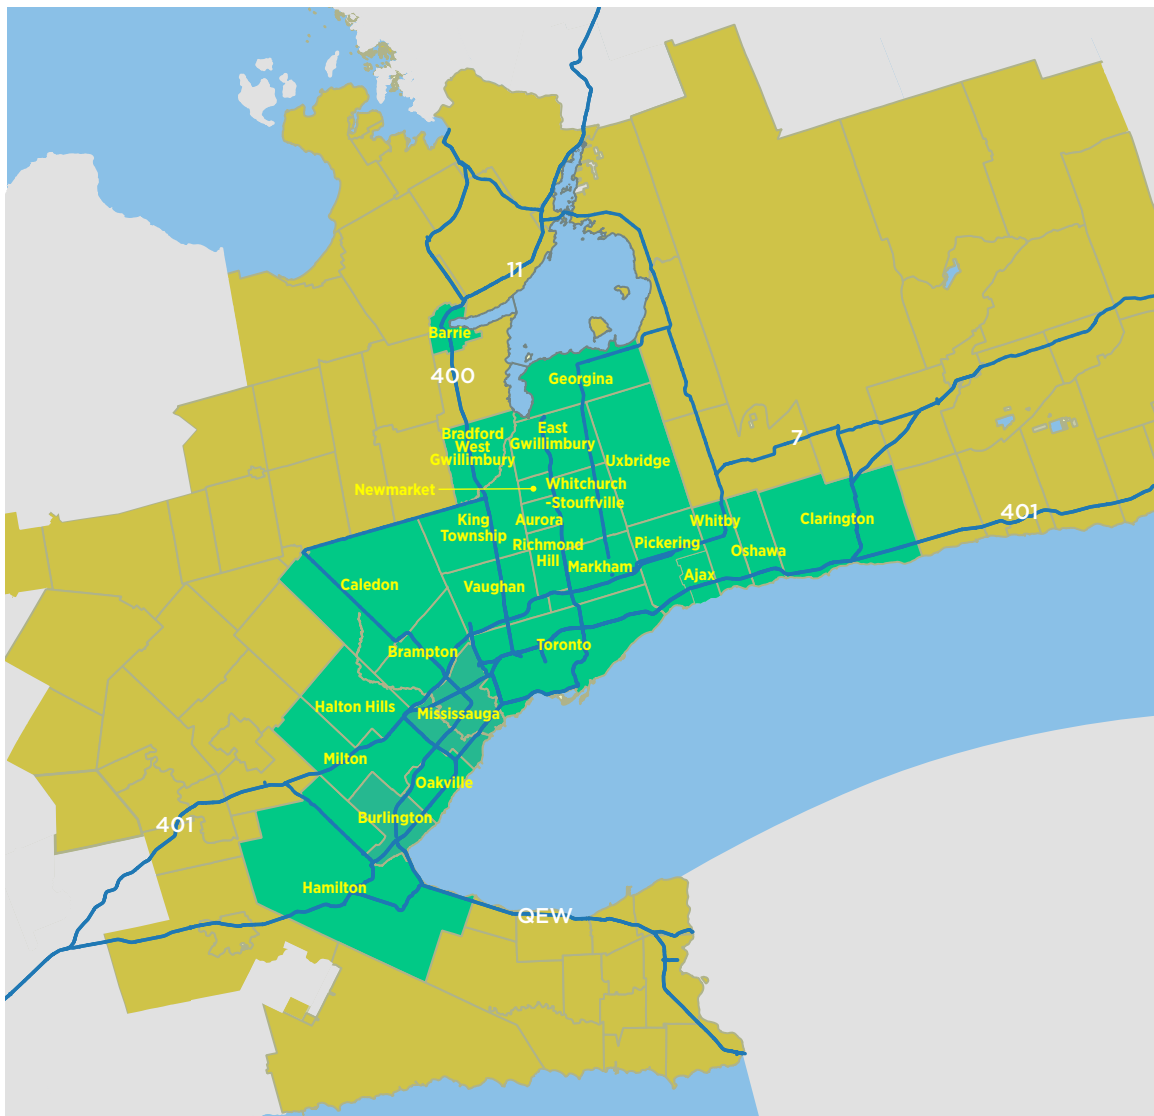 11
Barrie
400
Georgina
Bradford
West
Gwillimbury
East
Gwillimbury
7
Uxbridge
Newmarket
Whitchurch
-Stouffville
401
King
Township
Aurora
Whitby
Clarington
Richmond
Hill
Pickering
Oshawa
Markham
Ajax
Caledon
Vaughan
Brampton
Toronto
Halton Hills
Mississauga
Milton
Oakville
401
Burlington
Hamilton
QEW